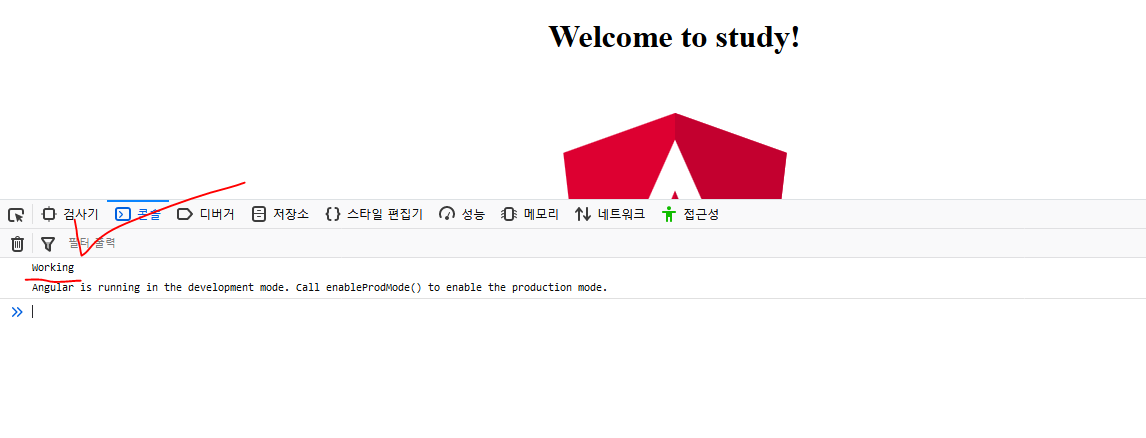 Welcome to study!
검사기 콘솔 디버거 저장소 {} 스타일 편집기 성능 메모리 네트워크 접근성
필터 출력
Working
Angular is running in the development mode. Call enableProdMode() to enable the production mode.
»